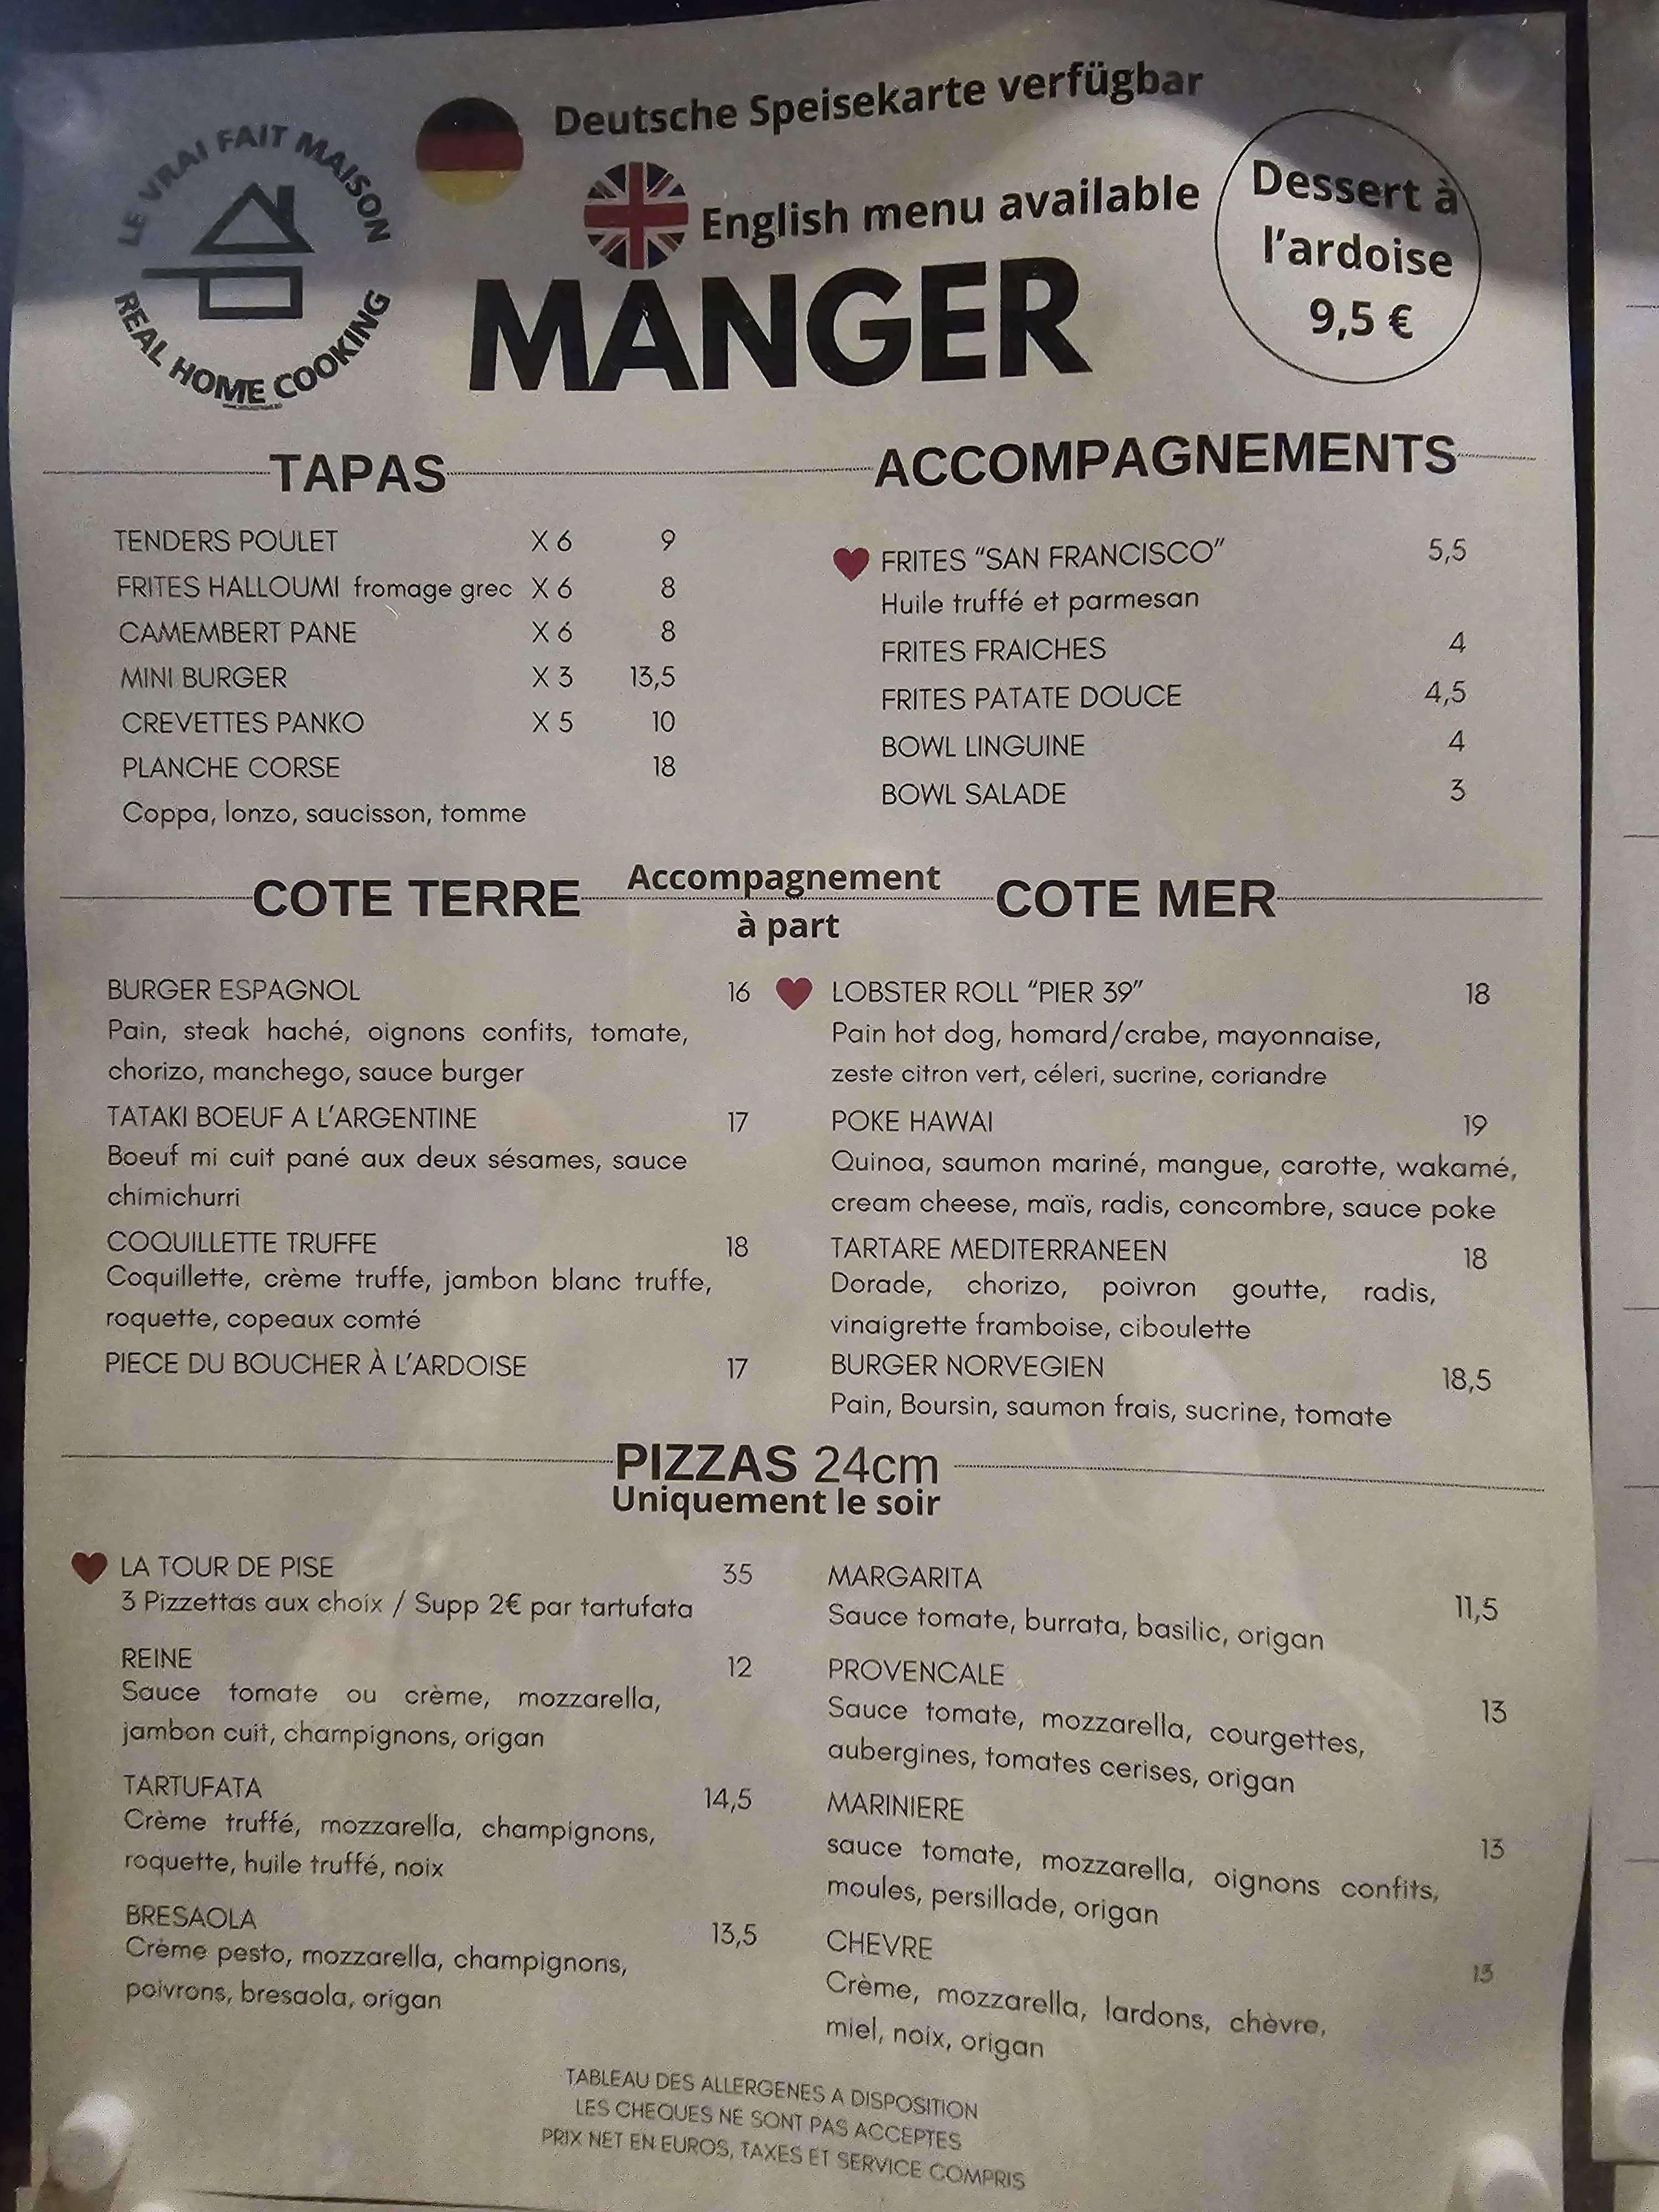 LE VRAI FAIT MAISON
REAL HOME COOKING
Deutsche Speisekarte verfügbar
English menu available
MANGER
Dessert à
l'ardoise
9,5 €
TAPAS
TENDERS POULET X 6 9
FRITES HALLOUMI fromage grec X 6 8
CAMEMBERT PANE X 6 8
MINI BURGER X 3 13,5
CREVETTES PANKO X 5 10
PLANCHE CORSE 18
Coppa, lonzo, saucisson, tomme
ACCOMPAGNEMENTS
FRITES "SAN FRANCISCO" 5,5
Huile truffé et parmesan
FRITES FRAICHES 4
FRITES PATATE DOUCE 4,5
BOWL LINGUINE 4
BOWL SALADE 3
Accompagnement
à part
COTE TERRE
BURGER ESPAGNOL 16
Pain, steak haché, oignons confits, tomate,
chorizo, manchego, sauce burger
TATAKI BOEUF A L'ARGENTINE 17
Boeuf mi cuit pané aux deux sésames, sauce
chimichurri
COQUILLETTE TRUFFE 18
Coquillette, crème truffe, jambon blanc truffe,
roquette, copeaux comté
PIECE DU BOUCHER À L'ARDOISE 17
COTE MER
LOBSTER ROLL "PIER 39" 18
Pain hot dog, homard/crabe, mayonnaise,
zeste citron vert, céleri, sucrine, coriandre
POKE HAWAI 19
Quinoa, saumon mariné, mangue, carotte, wakamé,
cream cheese, maïs, radis, concombre, sauce poke
TARTARE MEDITERRANEEN 18
Dorade, chorizo, poivron goutte, radis,
vinaigrette framboise, ciboulette
BURGER NORVEGIEN 18,5
Pain, Boursin, saumon frais, sucrine, tomate
PIZZAS 24cm
Uniquement le soir
LA TOUR DE PISE 35
3 Pizzettas aux choix / Supp 2€ par tartufata
REINE 12
Sauce tomate ou crème, mozzarella,
jambon cuit, champignons, origan
TARTUFATA 14,5
Crème truffé, mozzarella, champignons,
roquette, huile truffé, noix
BRESAOLA 13,5
Crème pesto, mozzarella, champignons,
poivrons, bresaola, origan
MARGARITA 11,5
Sauce tomate, burrata, basilic, origan
PROVENCALE 13
Sauce tomate, mozzarella, courgettes,
aubergines, tomates cerises, origan
MARINIERE 13
sauce tomate, mozzarella, oignons confits,
moules, persillade, origan
CHEVRE 13
Crème, mozzarella, lardons, chèvre,
miel, noix, origan
TABLEAU DES ALLERGENES A DISPOSITION
LES CHEQUES NE SONT PAS ACCEPTES
PRIX NET EN EUROS, TAXES ET SERVICE COMPRIS